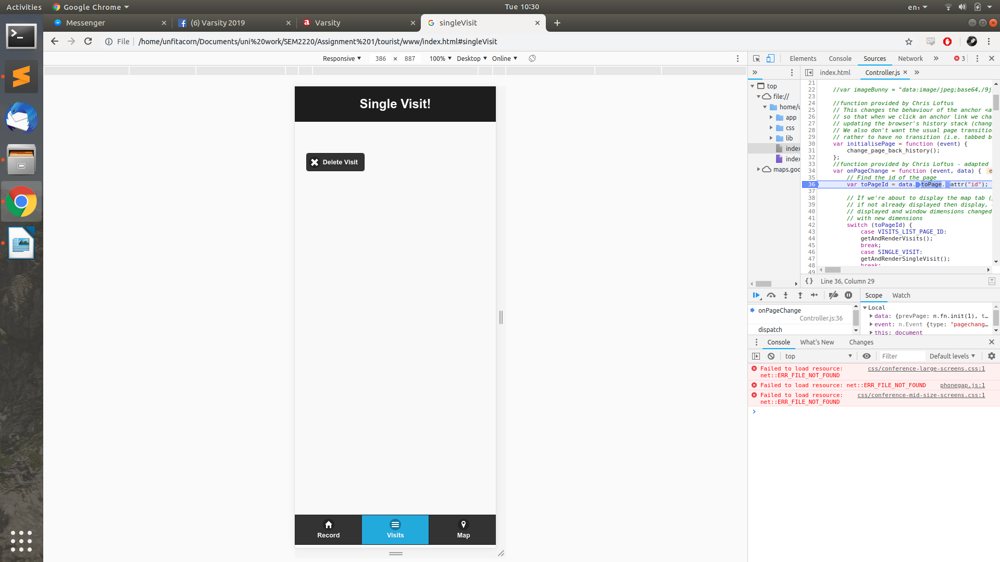 Activities
Google Chrome
Tue 10:30
en₁
Messenger
(6) Varsity 2019
Varsity
singleVisit
File
/home/unfitacorn/Documents/uni%20work/SEM2220/Assignment%201/tourist/www/index.html#singleVisit
Responsive
386 × 887
100%
Desktop
Online
Single Visit!
Delete Visit
Record
Visits
Map
Elements
Console
Sources
Network
3
index.html
Controller.js
top
file://
home/u
app
css
lib
index
index
maps.goo
21
22 //var imageBunny = "data:image/jpeg;base64,/9j
23
24 //function provided by Chris Loftus
25 // This changes the behaviour of the anchor <a
26 // so that when we click an anchor link we cha
27 // updating the browser's history stack (chang
28 // We also don't want the usual page transition
29 // rather to have no transition (i.e. tabbed b
30 var initialisePage = function (event) {
31 change_page_back_history();
32 };
33 //function provided by Chris Loftus - adapted
34 var onPageChange = function (event, data) { e
35 // Find the id of the page
36 var toPageId = data.toPage.attr("id");
37
38 // If we're about to display the map tab (
39 // if not already displayed then display,
40 // displayed and window dimensions changed
41 // with new dimensions
42 switch (toPageId) {
43 case VISITS_LIST_PAGE_ID:
44 getAndRenderVisits();
45 break;
46 case SINGLE_VISIT:
47 getAndRenderSingleVisit();
48 break;
49
{} Line 36, Column 29
Scope
Watch
onPageChange
Controller.js:36
dispatch
Local
data: {prevPage: n.fn.init(1), t…
event: n.Event {type: "pagechang…
this: document
Console
What's New
Changes
top
Filter
Default levels
Failed to load resource: css/conference-large-screens.css:1
net::ERR_FILE_NOT_FOUND
Failed to load resource: net::ERR_FILE_NOT_FOUND phonegap.js:1
Failed to load resource: css/conference-mid-size-screens.css:1
net::ERR_FILE_NOT_FOUND